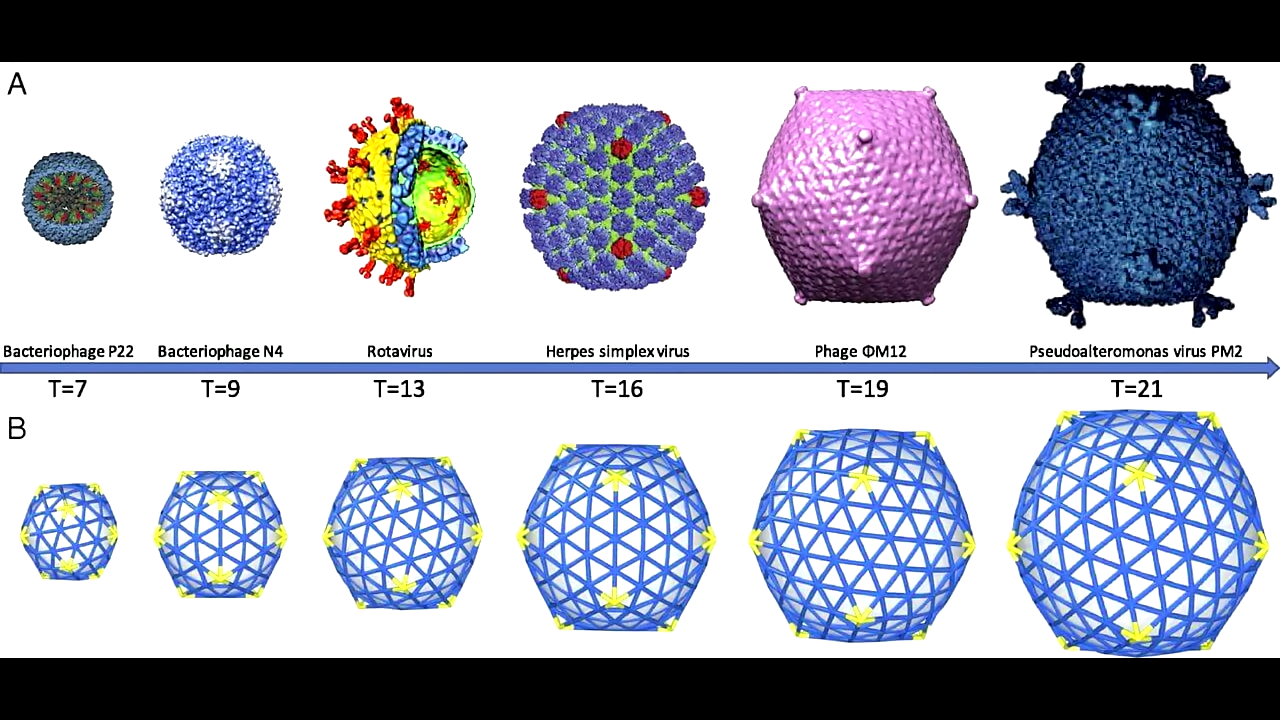 A
Bacteriophage P22 Bacteriophage N4 Rotavirus Herpes simplex virus Phage ΦM12 Pseudoalteromonas virus PM2
T=7 T=9 T=13 T=16 T=19 T=21
B